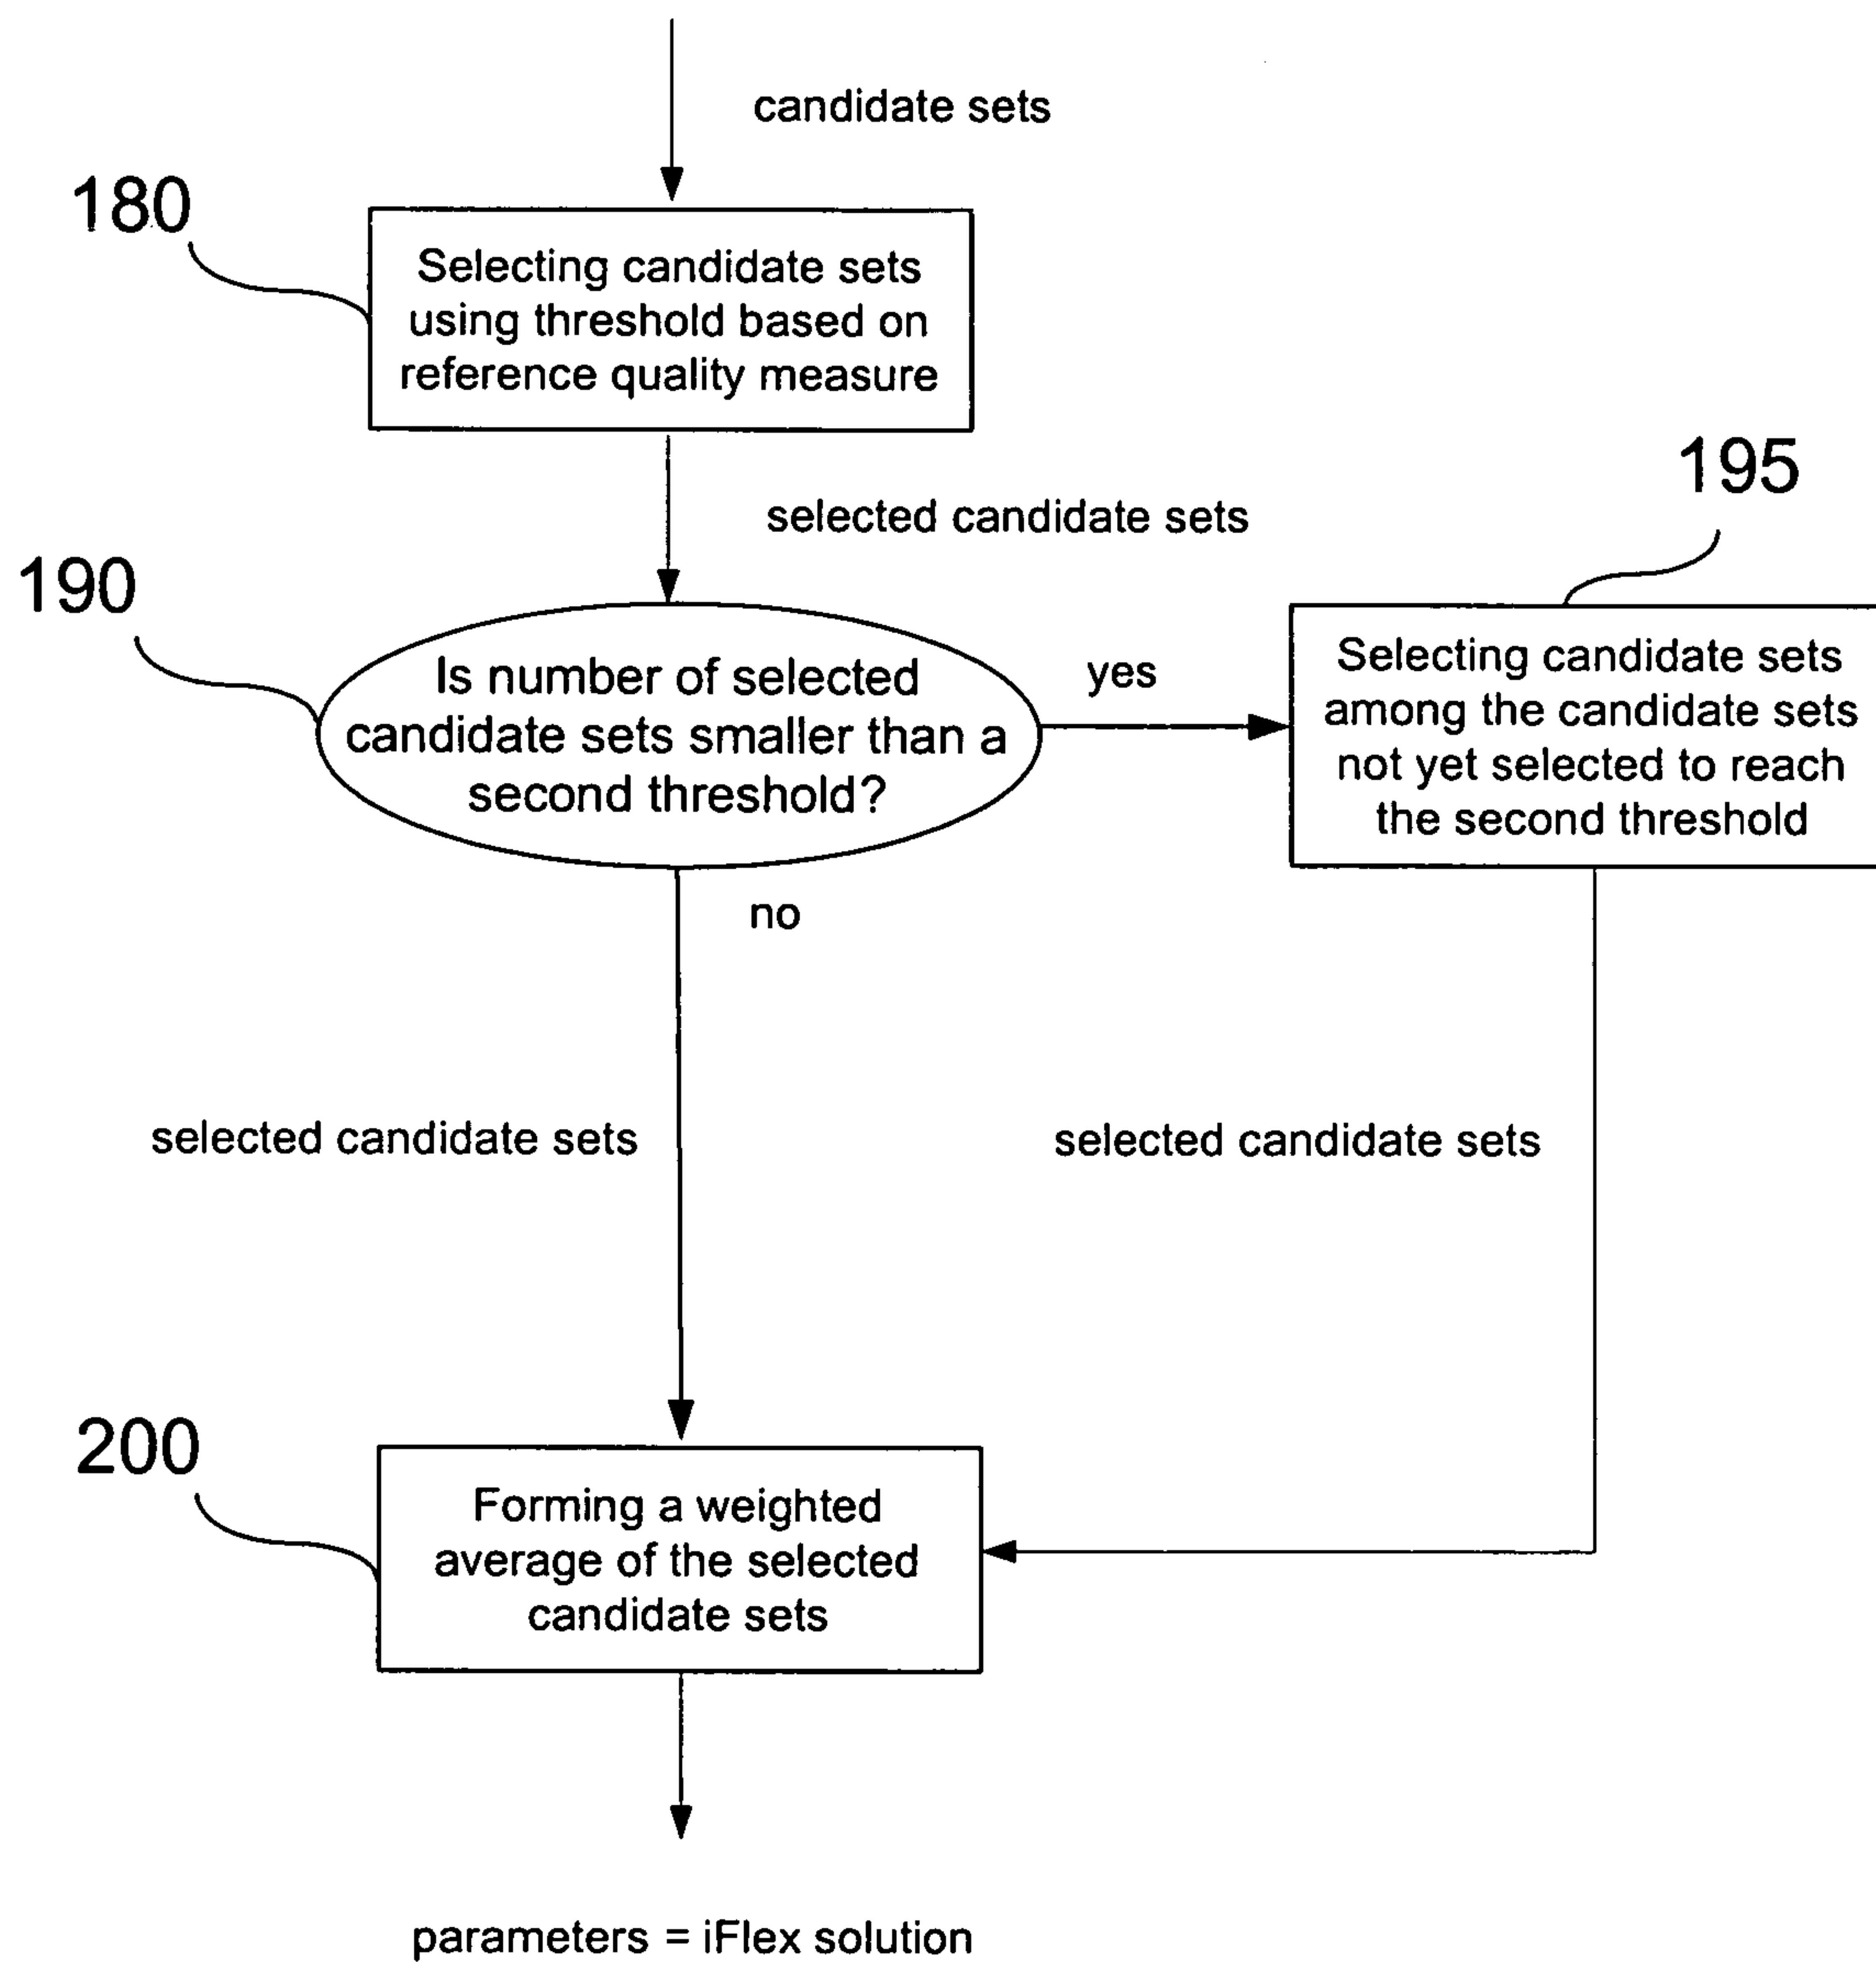 candidate sets
180
Selecting candidate sets
using threshold based on
reference quality measure
selected candidate sets
195
190
Is number of selected
candidate sets smaller than a
second threshold?
yes
Selecting candidate sets
among the candidate sets
not yet selected to reach
the second threshold
no
selected candidate sets
selected candidate sets
200
Forming a weighted
average of the selected
candidate sets
parameters = iFlex solution